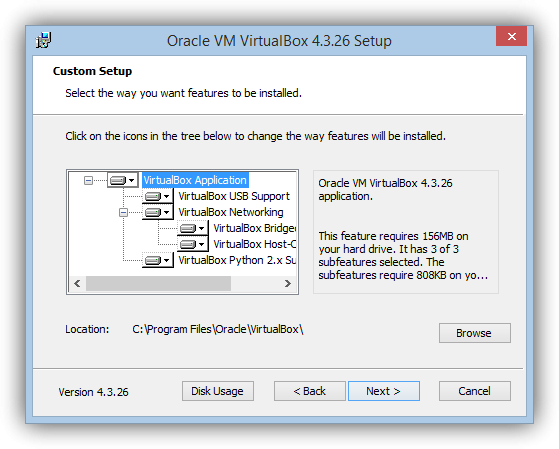 Oracle VM VirtualBox 4.3.26 Setup
Custom Setup
Select the way you want features to be installed.
Click on the icons in the tree below to change the way features will be installed.
VirtualBox Application
VirtualBox USB Support
VirtualBox Networking
VirtualBox Bridge
VirtualBox Host-C
VirtualBox Python 2.x Su
Oracle VM VirtualBox 4.3.26
application.
This feature requires 156MB on
your hard drive. It has 3 of 3
subfeatures selected. The
subfeatures require 808KB on yo...
Location: C:\Program Files\Oracle\VirtualBox\
Browse
Version 4.3.26
Disk Usage
< Back
Next >
Cancel